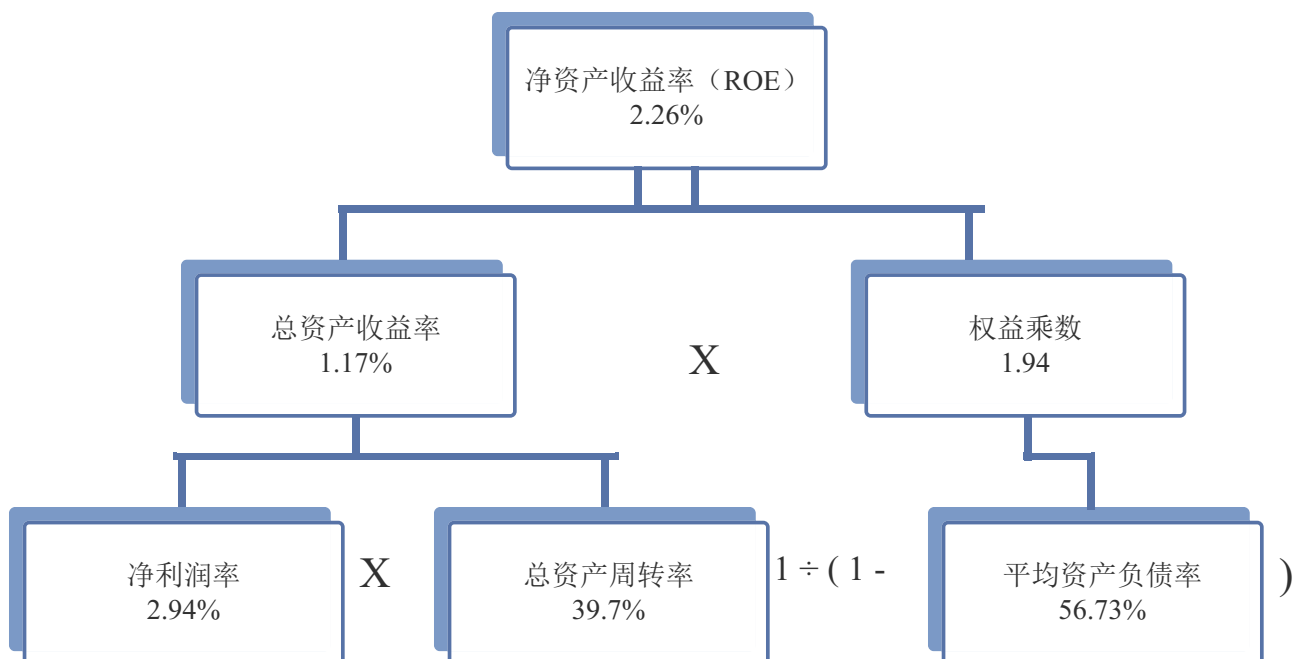 净资产收益率（ROE）
2.26%
总资产收益率
1.17%
X
权益乘数
1.94
净利润率
2.94%
X
总资产周转率
39.7%
1 ÷ ( 1 -
平均资产负债率
56.73%
)